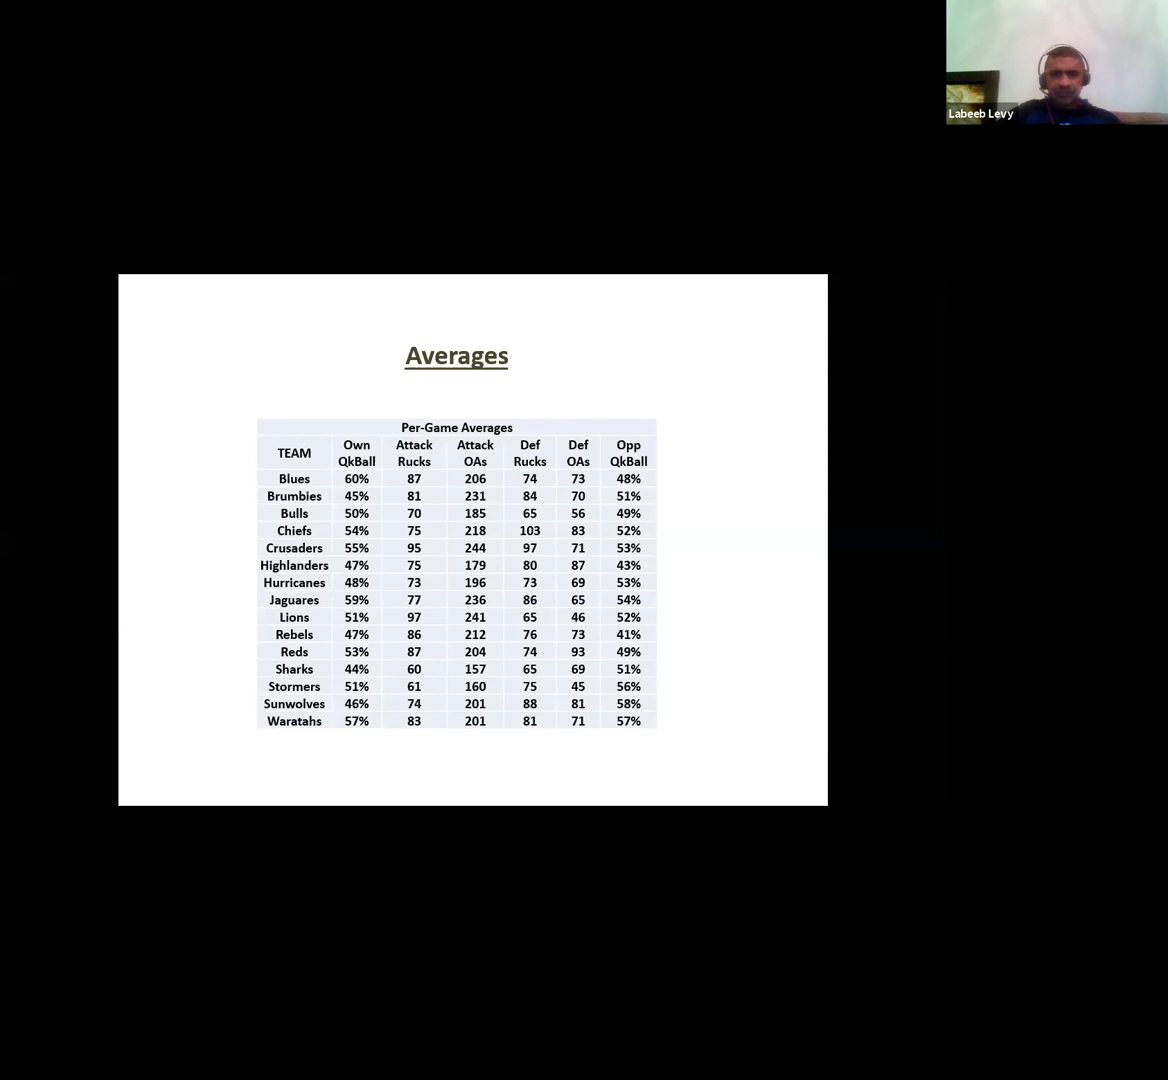 Labeeb Levy
Averages
Per-Game Averages
TEAM Own QkBall Attack Rucks Attack OAs Def Rucks Def OAs Opp QkBall
Blues 60% 87 206 74 73 48%
Brumbies 45% 81 231 84 70 51%
Bulls 50% 70 185 65 56 49%
Chiefs 54% 75 218 103 83 52%
Crusaders 55% 95 244 97 71 53%
Highlanders 47% 75 179 80 87 43%
Hurricanes 48% 73 196 73 69 53%
Jaguares 59% 77 236 86 65 54%
Lions 51% 97 241 65 46 52%
Rebels 47% 86 212 76 73 41%
Reds 53% 87 204 74 93 49%
Sharks 44% 60 157 65 69 51%
Stormers 51% 61 160 75 45 56%
Sunwolves 46% 74 201 88 81 58%
Waratahs 57% 83 201 81 71 57%